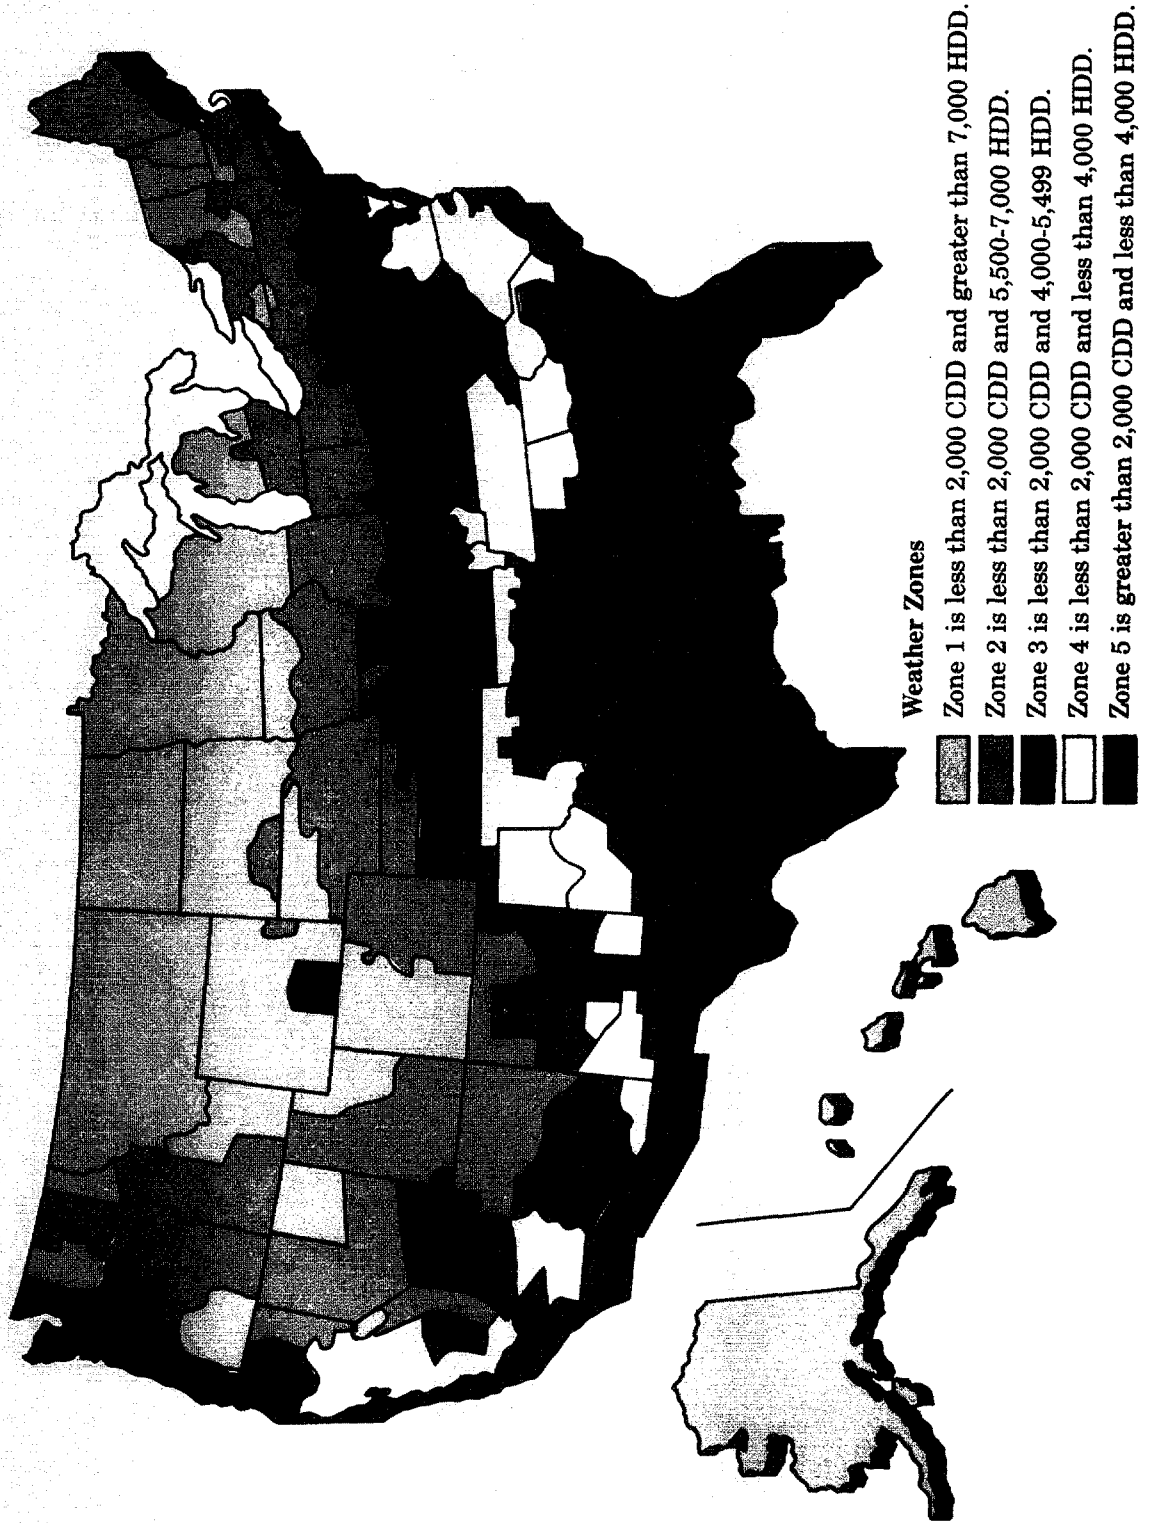 Weather Zones
Zone 1 is less than 2,000 CDD and greater than 7,000 HDD.
Zone 2 is less than 2,000 CDD and 5,500-7,000 HDD.
Zone 3 is less than 2,000 CDD and 4,000-5,499 HDD.
Zone 4 is less than 2,000 CDD and less than 4,000 HDD.
Zone 5 is greater than 2,000 CDD and less than 4,000 HDD.